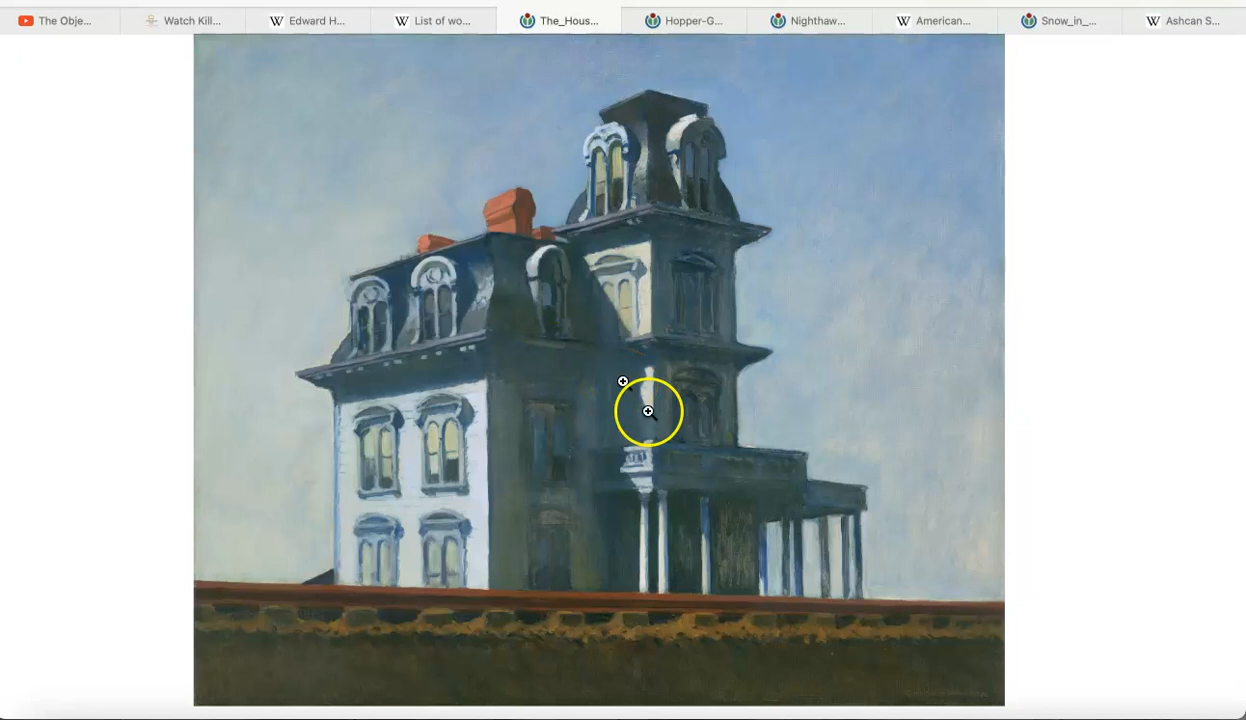 The Obje...
Watch Kill...
Edward H...
List of wo...
The_Hous...
Hopper-G...
Nighthaw...
American...
Snow_in_...
Ashcan S...